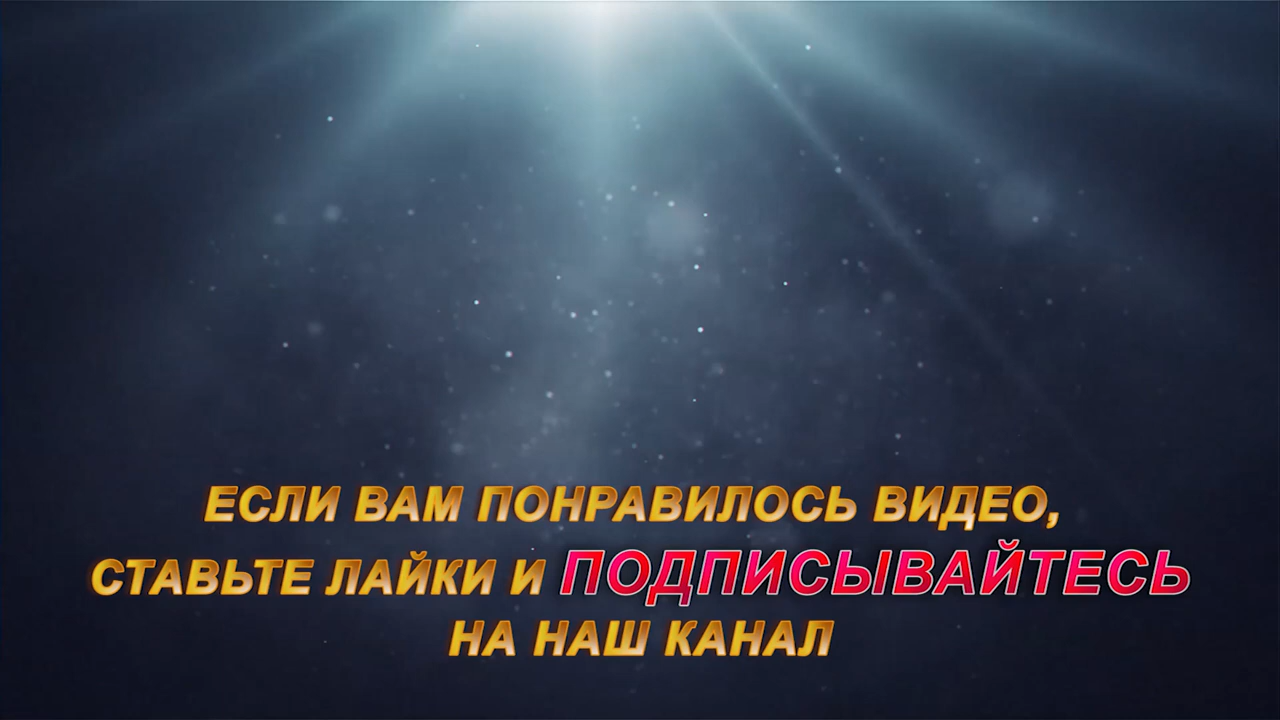 ЕСЛИ ВАМ ПОНРАВИЛОСЬ ВИДЕО,
СТАВЬТЕ ЛАЙКИ И ПОДПИСЫВАЙТЕСЬ
НА НАШ КАНАЛ